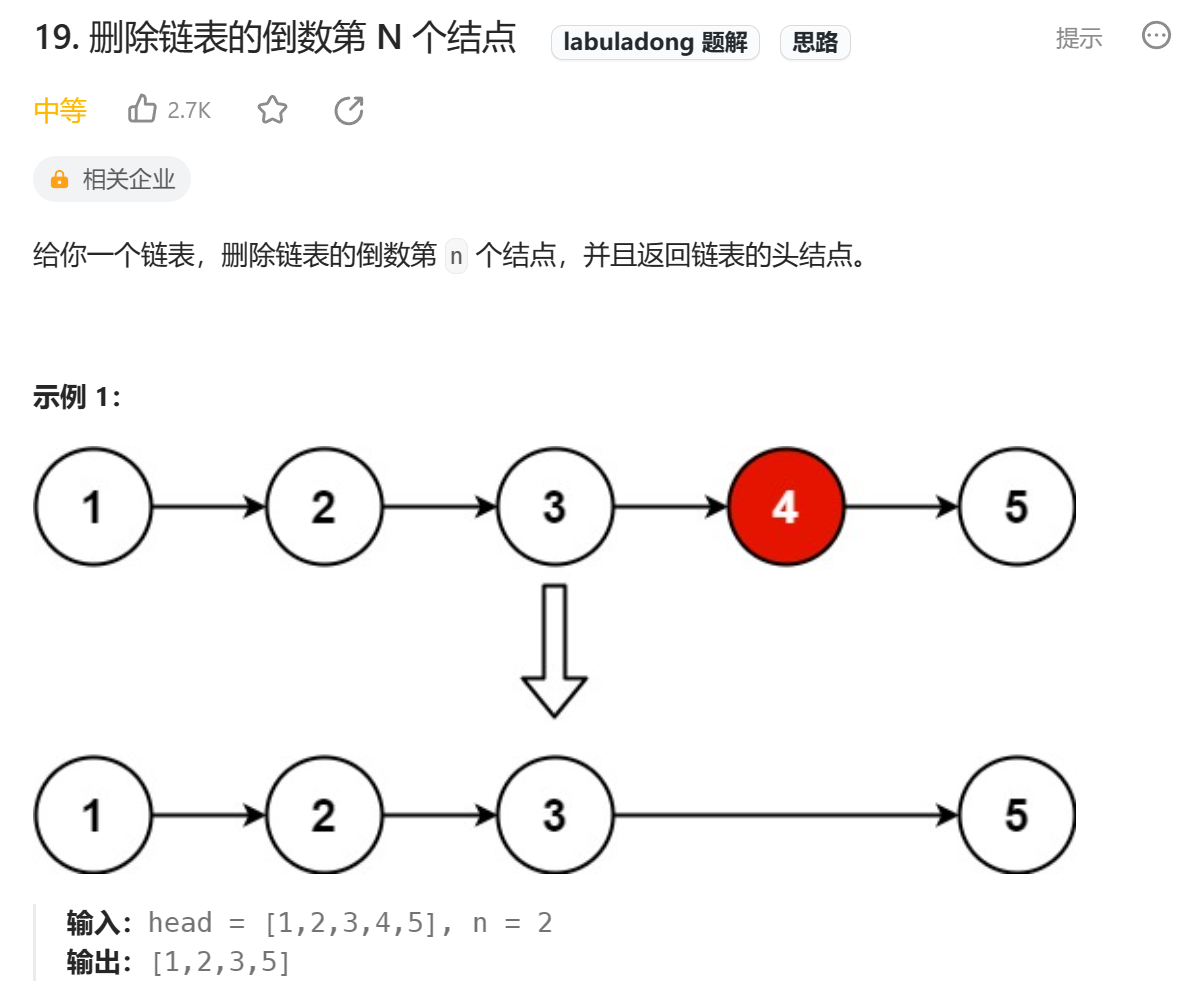 19. 删除链表的倒数第 N 个结点 labuladong 题解 思路 提示
中等 2.7K
相关企业
给你一个链表，删除链表的倒数第 n 个结点，并且返回链表的头结点。
示例 1：
1 2 3 4 5
1 2 3 5
输入：head = [1,2,3,4,5], n = 2
输出：[1,2,3,5]